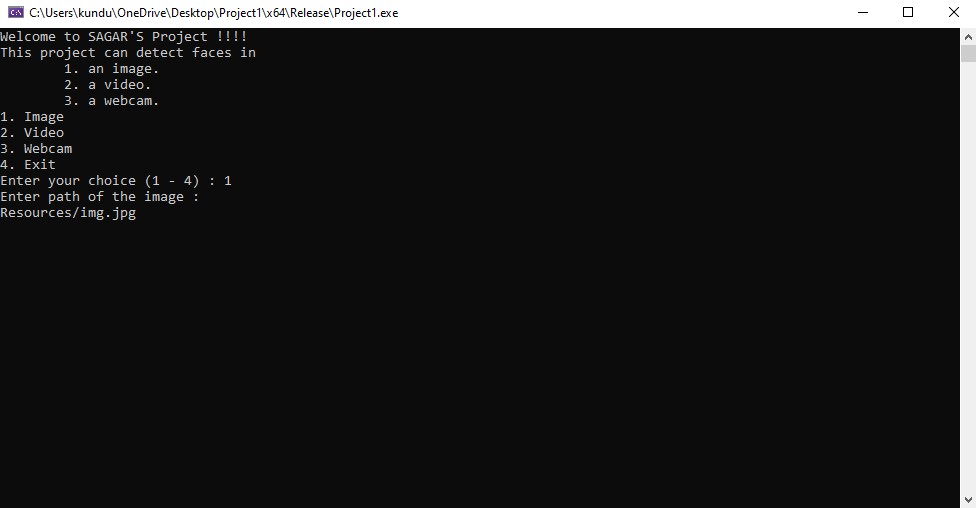 C:\Users\kundu\OneDrive\Desktop\Project1\x64\Release\Project1.exe
Welcome to SAGAR'S Project !!!!
This project can detect faces in
        1. an image.
        2. a video.
        3. a webcam.
1. Image
2. Video
3. Webcam
4. Exit
Enter your choice (1 - 4) : 1
Enter path of the image :
Resources/img.jpg